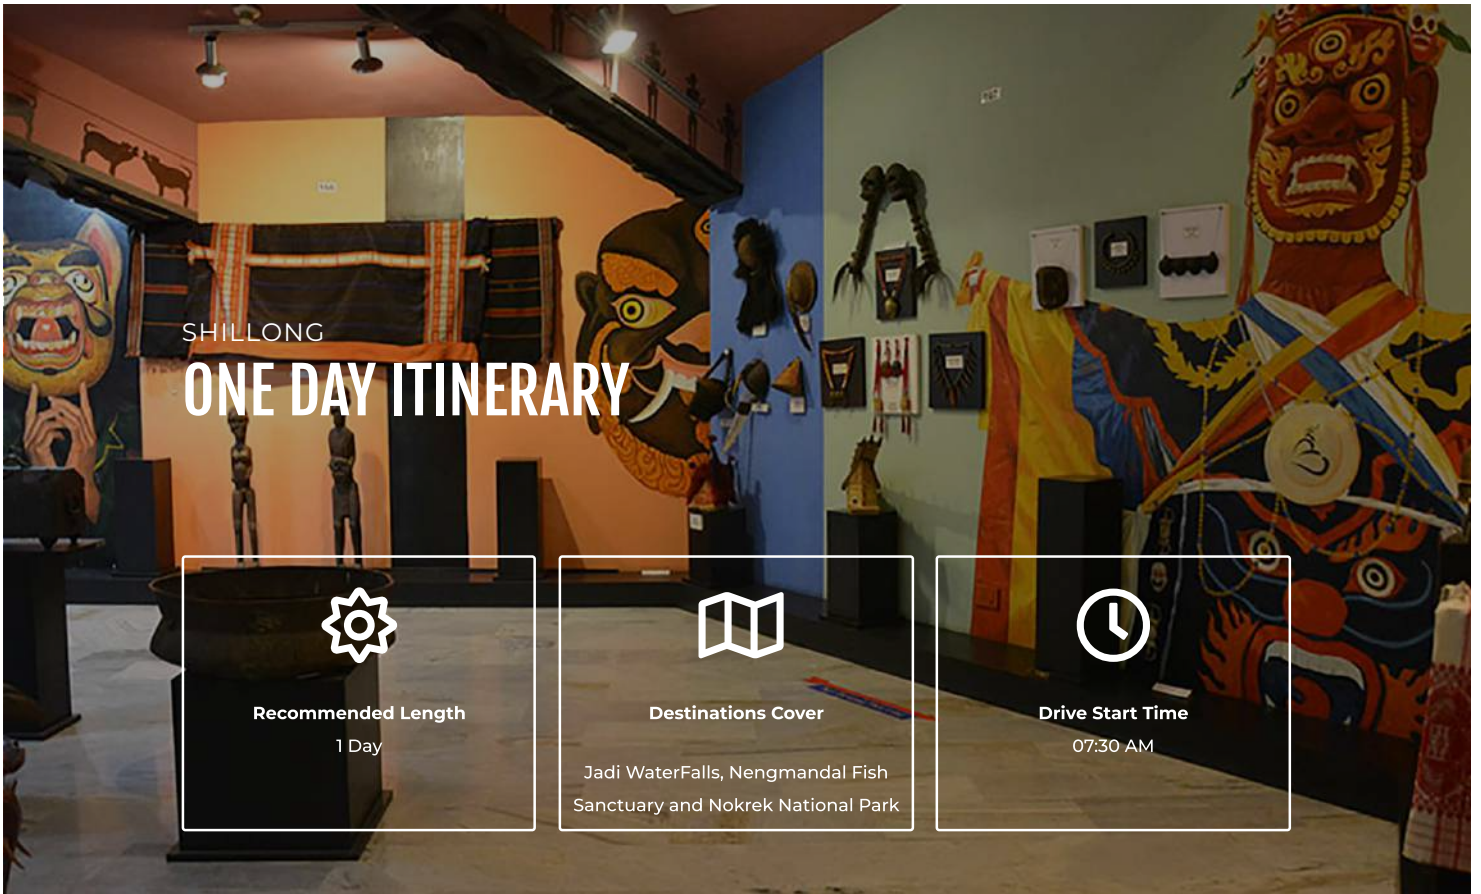 SHILLONG
ONE DAY ITINERARY
Recommended Length
1 Day
Destinations Cover
Jadi WaterFalls, Nengmandal Fish
Sanctuary and Nokrek National Park
Drive Start Time
07:30 AM